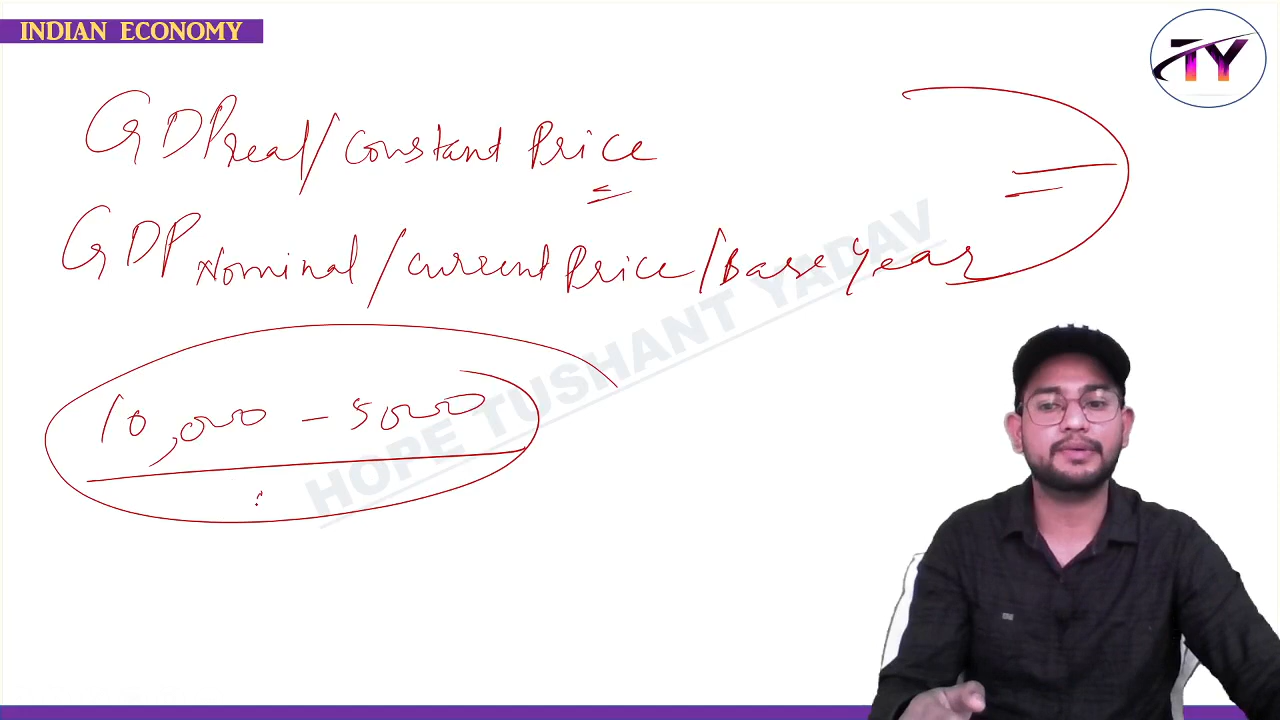 INDIAN ECONOMY
TY
GDP real/constant Price
=
GDP Nominal/current Price/Base Year
10,000 - 5000
HOPE TUSHANT YADAV